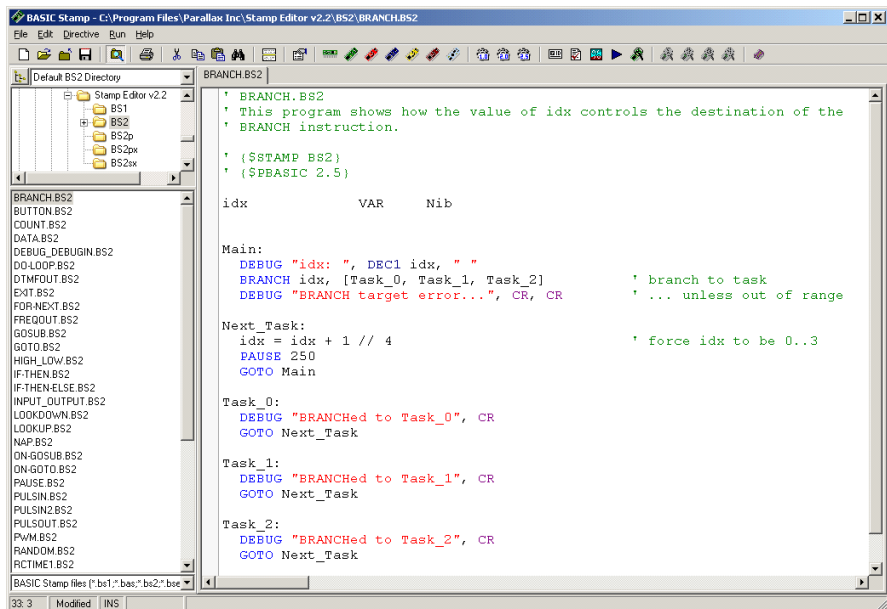 BASIC Stamp - C:\Program Files\Parallax Inc\Stamp Editor v2.2\BS2\BRANCH.BS2
File Edit Directive Run Help
Default BS2 Directory
Stamp Editor v2.2
BS1
BS2
BS2p
BS2px
BS2sx
BRANCH.BS2
BUTTON.BS2
COUNT.BS2
DATA.BS2
DEBUG_DEBUGIN.BS2
DO-LOOP.BS2
DTMFOUT.BS2
EXIT.BS2
FOR-NEXT.BS2
FREQOUT.BS2
GOSUB.BS2
GOTO.BS2
HIGH_LOW.BS2
IF-THEN.BS2
IF-THEN-ELSE.BS2
INPUT_OUTPUT.BS2
LOOKDOWN.BS2
LOOKUP.BS2
NAP.BS2
ON-GOSUB.BS2
ON-GOTO.BS2
PAUSE.BS2
PULSIN.BS2
PULSIN2.BS2
PULSOUT.BS2
PWM.BS2
RANDOM.BS2
RCTIME1.BS2
BASIC Stamp files (*.bs1;*.bas;*.bs2;*.bse
BRANCH.BS2
' BRANCH.BS2
' This program shows how the value of idx controls the destination of the
' BRANCH instruction.
' {$STAMP BS2}
' {$PBASIC 2.5}
idx VAR Nib
Main:
DEBUG "idx: ", DEC1 idx, " "
BRANCH idx, [Task_0, Task_1, Task_2] ' branch to task
DEBUG "BRANCH target error...", CR, CR ' ... unless out of range
Next_Task:
idx = idx + 1 // 4 ' force idx to be 0..3
PAUSE 250
GOTO Main
Task_0:
DEBUG "BRANCHed to Task_0", CR
GOTO Next_Task
Task_1:
DEBUG "BRANCHed to Task_1", CR
GOTO Next_Task
Task_2:
DEBUG "BRANCHed to Task_2", CR
GOTO Next_Task
33: 3 Modified INS